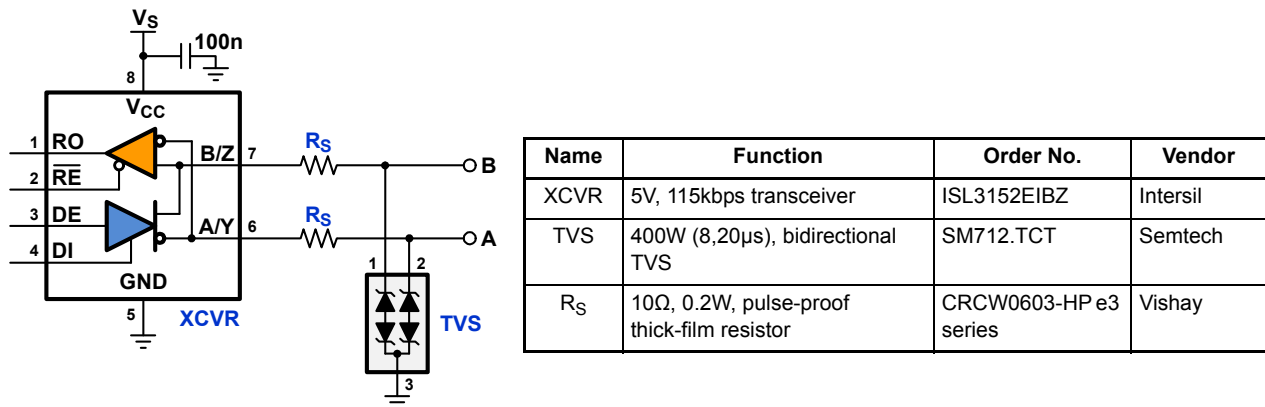 VS
100n
8
VCC
1 RO
B/Z 7
RS
B
2 RE
3 DE
A/Y 6
RS
A
4 DI
GND
1 2
5
XCVR
TVS
3
Name Function Order No. Vendor
XCVR 5V, 115kbps transceiver ISL3152EIBZ Intersil
TVS 400W (8,20µs), bidirectional SM712.TCT Semtech
TVS
RS 10Ω, 0.2W, pulse-proof CRCW0603-HP e3 Vishay
thick-film resistor series